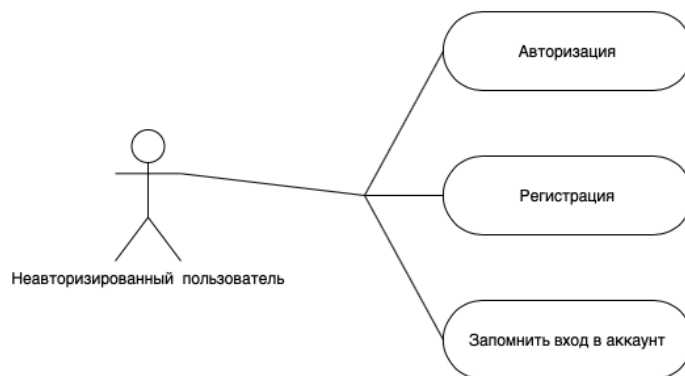 Авторизация
Регистрация
Неавторизированный пользователь
Запомнить вход в аккаунт